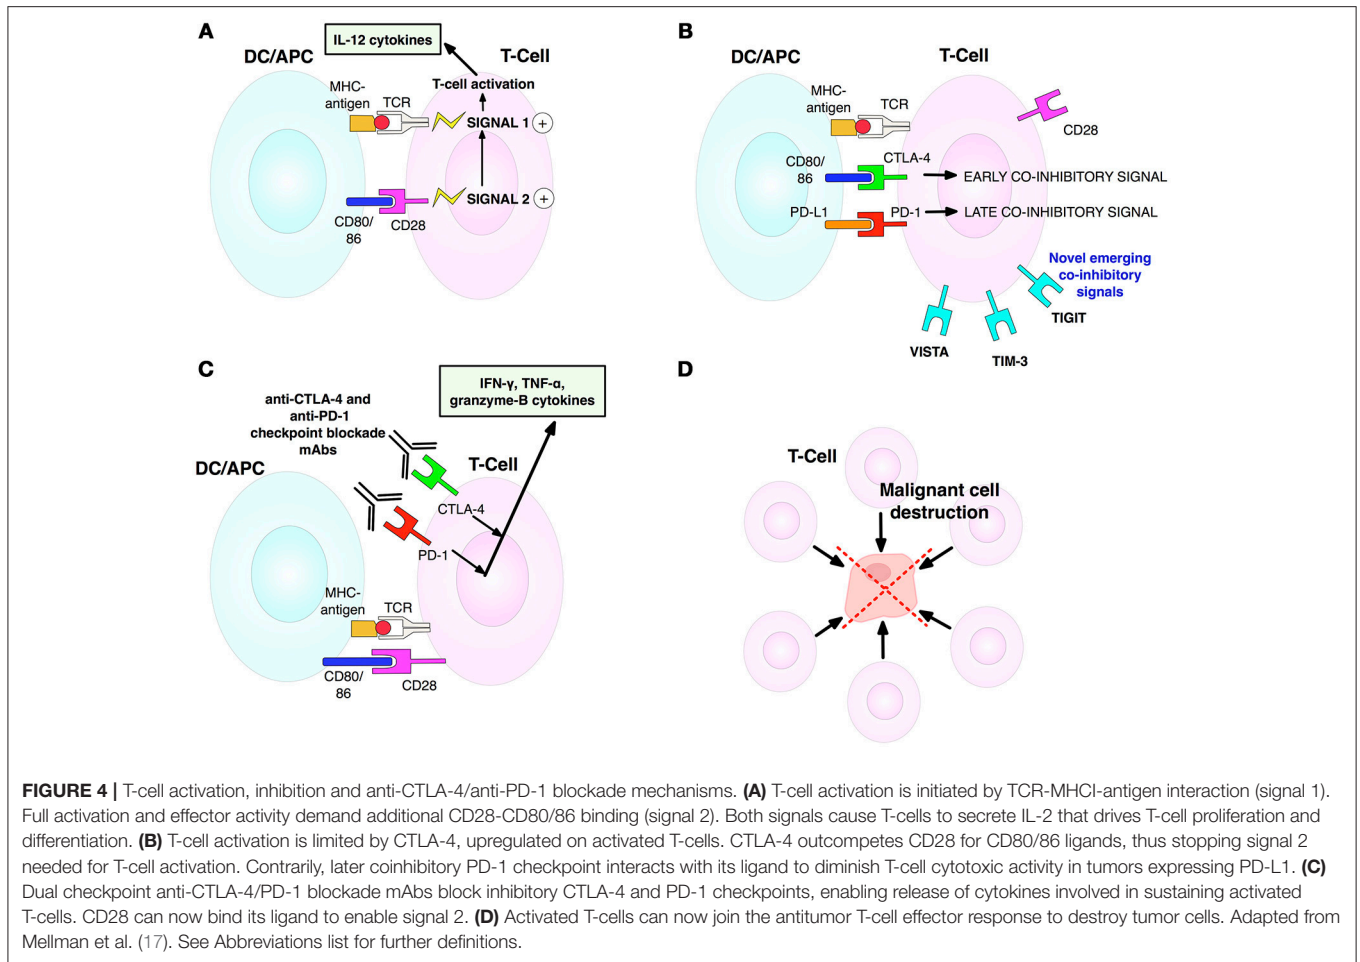 A
IL-12 cytokines
DC/APC
T-Cell
T-cell activation
MHC-
antigen
TCR
SIGNAL 1 +
SIGNAL 2 +
CD80/
86
CD28
B
DC/APC
T-Cell
MHC-
antigen
TCR
CD28
CD80/
86
CTLA-4
EARLY CO-INHIBITORY SIGNAL
PD-L1
PD-1
LATE CO-INHIBITORY SIGNAL
Novel emerging
co-inhibitory
signals
TIGIT
VISTA
TIM-3
C
IFN-γ, TNF-α,
granzyme-B cytokines
anti-CTLA-4 and
anti-PD-1
checkpoint blockade
mAbs
DC/APC
T-Cell
CTLA-4
PD-1
MHC-
antigen
TCR
CD80/
86
CD28
D
T-Cell
Malignant cell
destruction
FIGURE 4 | T-cell activation, inhibition and anti-CTLA-4/anti-PD-1 blockade mechanisms. (A) T-cell activation is initiated by TCR-MHCI-antigen interaction (signal 1).
Full activation and effector activity demand additional CD28-CD80/86 binding (signal 2). Both signals cause T-cells to secrete IL-2 that drives T-cell proliferation and
differentiation. (B) T-cell activation is limited by CTLA-4, upregulated on activated T-cells. CTLA-4 outcompetes CD28 for CD80/86 ligands, thus stopping signal 2
needed for T-cell activation. Contrarily, later coinhibitory PD-1 checkpoint interacts with its ligand to diminish T-cell cytotoxic activity in tumors expressing PD-L1. (C)
Dual checkpoint anti-CTLA-4/PD-1 blockade mAbs block inhibitory CTLA-4 and PD-1 checkpoints, enabling release of cytokines involved in sustaining activated
T-cells. CD28 can now bind its ligand to enable signal 2. (D) Activated T-cells can now join the antitumor T-cell effector response to destroy tumor cells. Adapted from
Mellman et al. (17). See Abbreviations list for further definitions.